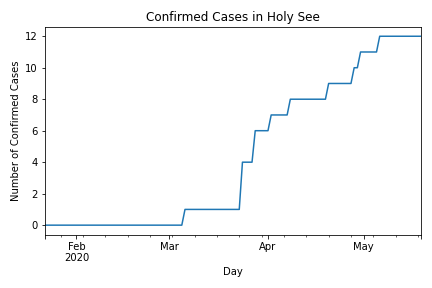 Confirmed Cases in Holy See
12
10
8
6
4
2
0
Number of Confirmed Cases
Feb
2020
Mar
Apr
May
Day